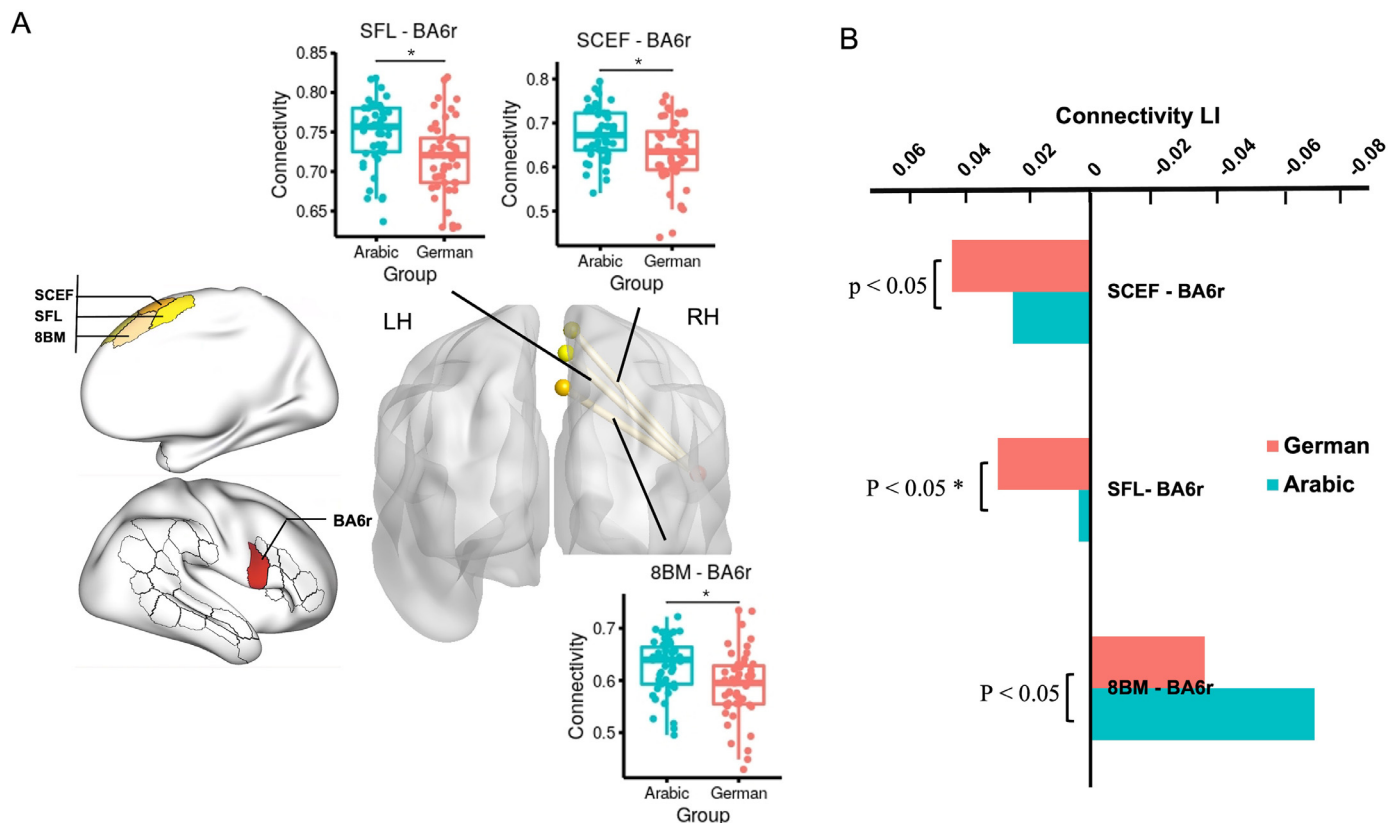 A
SFL - BA6r
*
0.85
0.80
0.75
0.70
0.65
Connectivity
Arabic
German
Group
SCEF - BA6r
*
0.8
0.7
0.6
0.5
Connectivity
Arabic
German
Group
SCEF
SFL
8BM
BA6r
LH
RH
8BM - BA6r
*
0.7
0.6
0.5
Connectivity
Arabic
German
Group
B
Connectivity LI
0.06
0.04
0.02
0
-0.02
-0.04
-0.06
-0.08
p < 0.05
SCEF - BA6r
P < 0.05 *
SFL- BA6r
German
Arabic
P < 0.05
8BM - BA6r